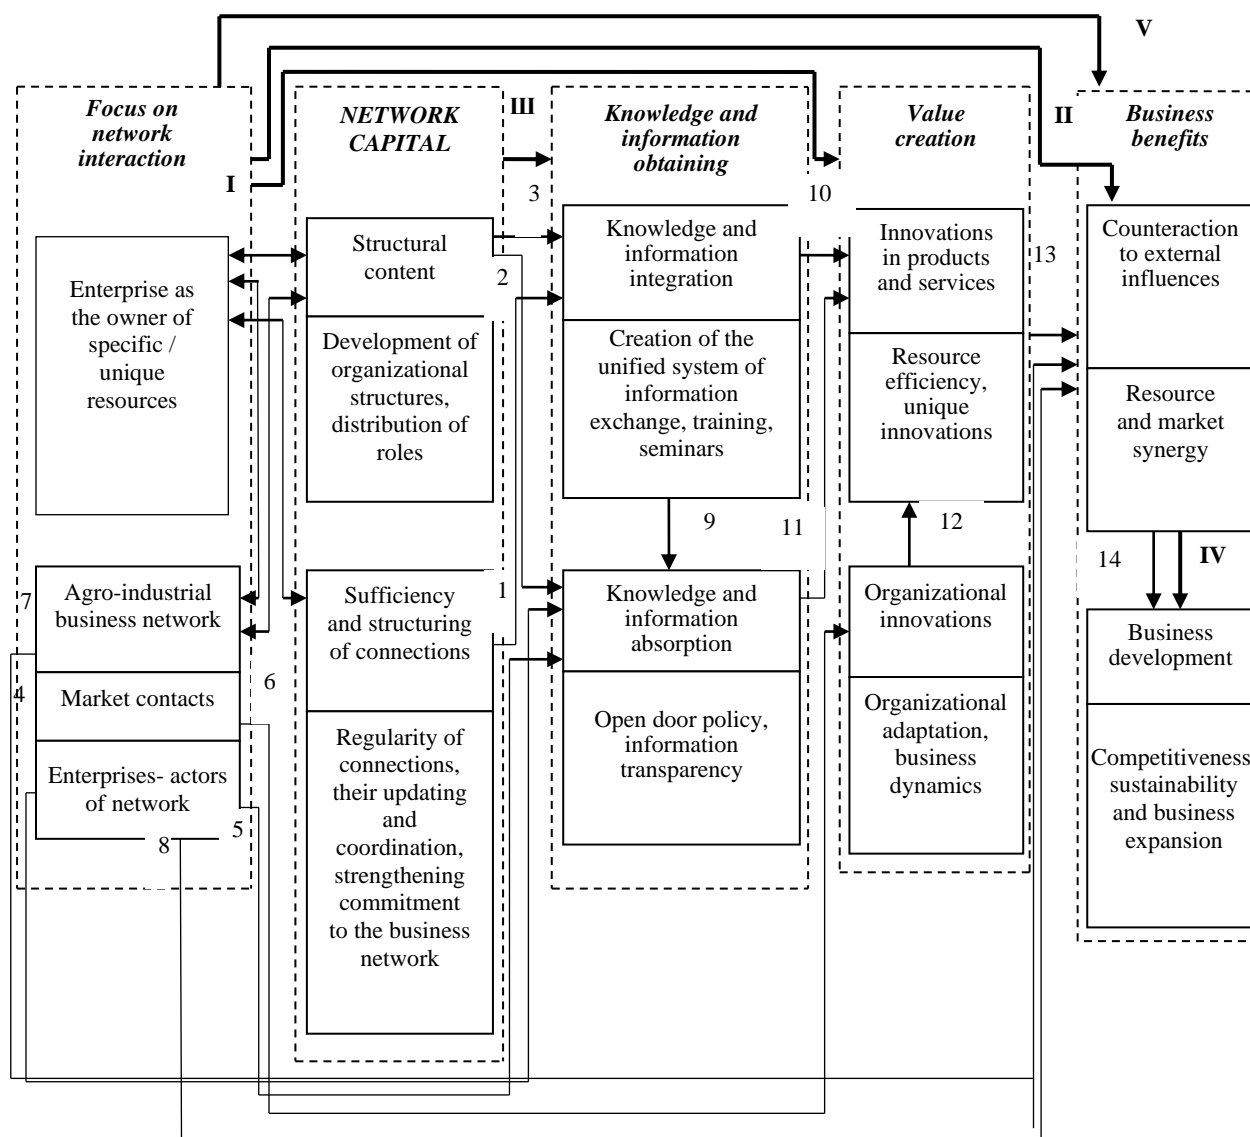 V
Focus on
network
interaction
I
NETWORK
CAPITAL
III
Knowledge and
information
obtaining
Value
creation
II
Business
benefits
3
10
Enterprise as
the owner of
specific /
unique
resources
Structural
content
2
Development of
organizational
structures,
distribution of
roles
Knowledge and
information
integration
Creation of the
unified system of
information
exchange, training,
seminars
Innovations
in products
and services
13
Resource
efficiency,
unique
innovations
Counteraction
to external
influences
Resource
and market
synergy
9
11
12
14
IV
7
Agro-industrial
business network
4
Market contacts
6
Enterprises- actors
of network
8
5
Sufficiency
and structuring
of connections
1
Regularity of
connections,
their updating
and
coordination,
strengthening
commitment
to the business
network
Knowledge and
information
absorption
Open door policy,
information
transparency
Organizational
innovations
Organizational
adaptation,
business
dynamics
Business
development
Competitiveness
sustainability
and business
expansion